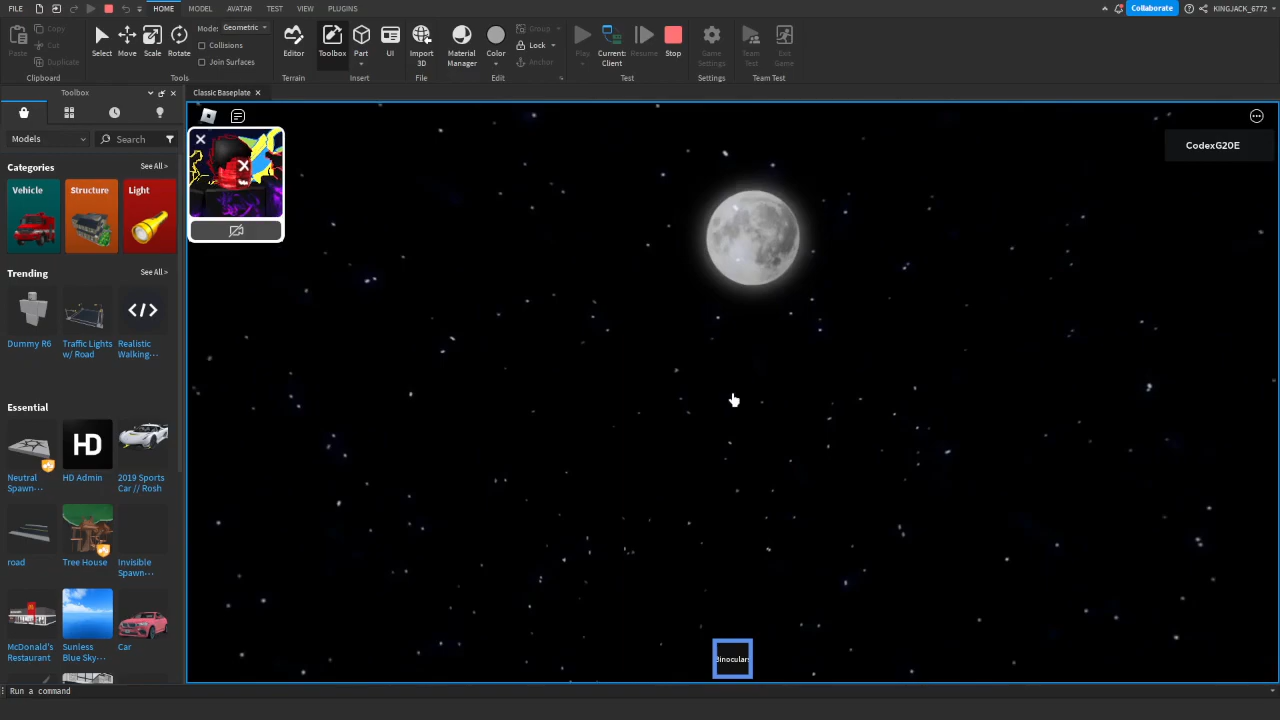 FILE HOME MODEL AVATAR TEST VIEW PLUGINS Collaborate KINGJACK_6772
Paste Copy Cut Duplicate Select Move Scale Rotate Mode: Geometric Collisions Join Surfaces Editor Toolbox Part UI Import 3D Material Manager Color Group Lock Anchor Play Current: Client Resume Stop Game Settings Team Test Exit Game
Clipboard Tools Terrain Insert File Edit Test Settings Team Test
Toolbox Classic Baseplate
Models Search
CodexG20E
Categories See All >
Vehicle Structure Light
Trending See All >
Dummy R6 Traffic Lights w/ Road Realistic Walking...
Essential
HD
Neutral Spawn... HD Admin 2019 Sports Car // Rosh
road Tree House Invisible Spawn...
McDonald's Restaurant Sunless Blue Sky... Car
Binoculars
Run a command